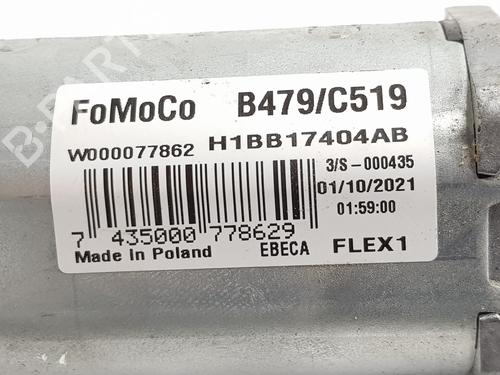 FoMoCo B479/C519
W000077862 H1BB17404AB
3/S-000435
01/10/2021
01:59:00
7 435000 778629
Made In Poland EBECA FLEX1
B-PARTS